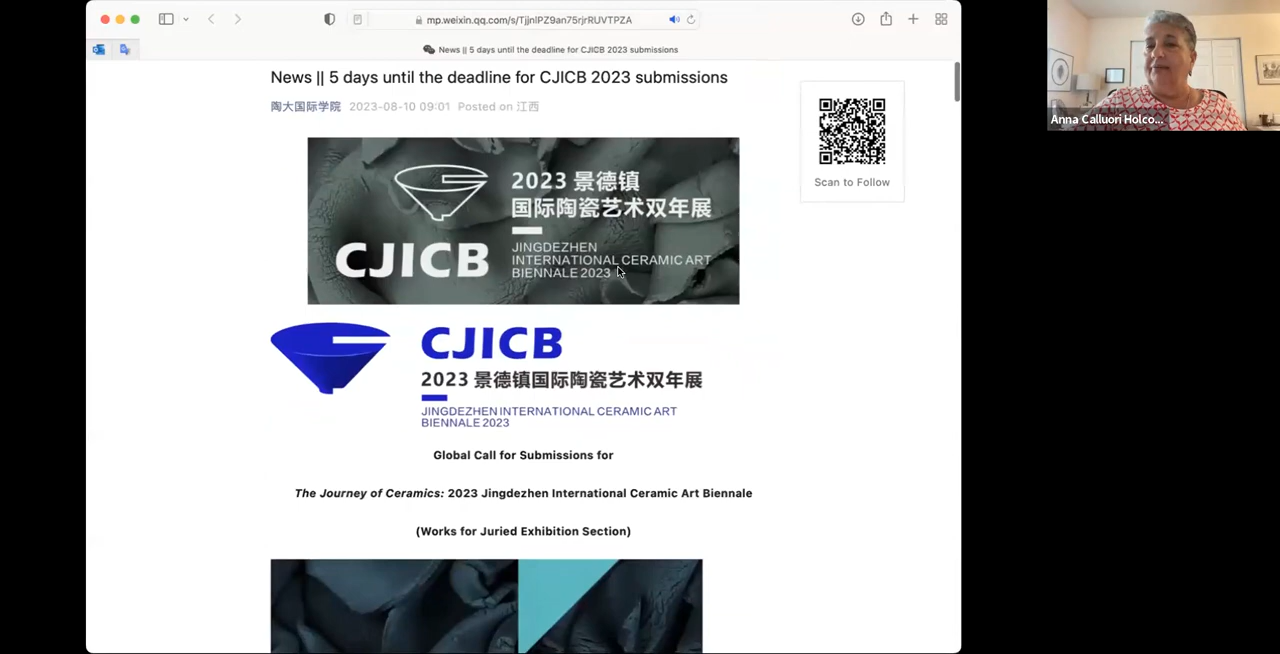 mp.weixin.qq.com/s/TjjnlPZ9an75rjrRUVTPZA
News || 5 days until the deadline for CJICB 2023 submissions
News || 5 days until the deadline for CJICB 2023 submissions
陶大国际学院 2023-08-10 09:01 Posted on 江西
Scan to Follow
Anna Calluori Holco...
CJICB
2023 景德镇
国际陶瓷艺术双年展
JINGDEZHEN
INTERNATIONAL CERAMIC ART
BIENNALE 2023
CJICB
2023 景德镇国际陶瓷艺术双年展
JINGDEZHEN INTERNATIONAL CERAMIC ART
BIENNALE 2023
Global Call for Submissions for
The Journey of Ceramics: 2023 Jingdezhen International Ceramic Art Biennale
(Works for Juried Exhibition Section)